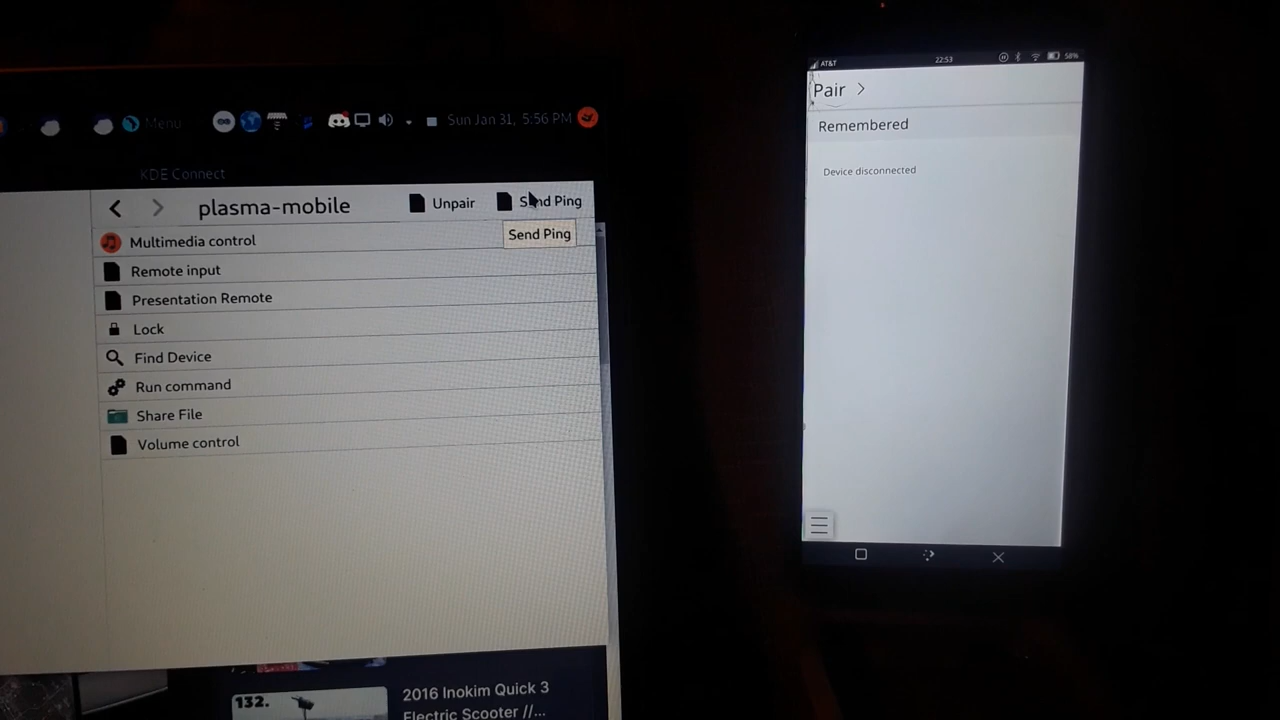 Menu
Sun Jan 31, 5:56 PM
KDE Connect
plasma-mobile
Unpair
Send Ping
Send Ping
Multimedia control
Remote input
Presentation Remote
Lock
Find Device
Run command
Share File
Volume control
132.
2016 Inokim Quick 3
Electric Scooter //...
AT&T
22:53
58%
Pair >
Remembered
Device disconnected